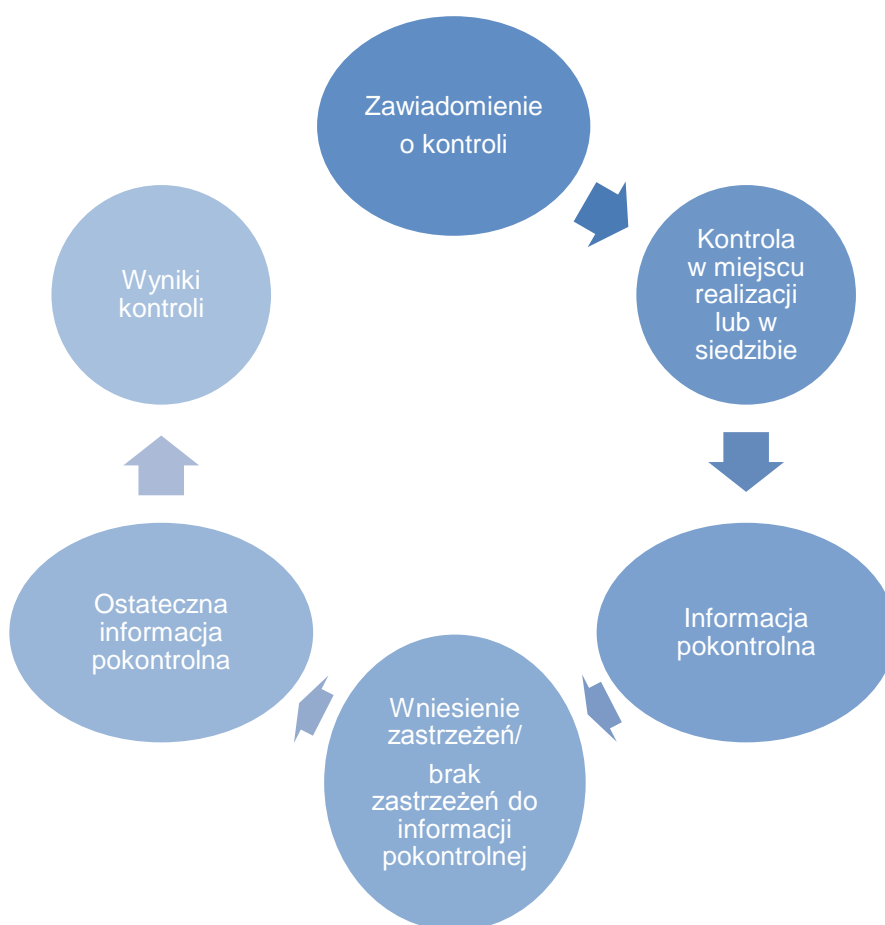 Zawiadomienie
o kontroli
Kontrola
w miejscu
realizacji
lub w
siedzibie
Informacja
pokontrolna
Wniesienie
zastrzeżeń/
brak
zastrzeżeń do
informacji
pokontrolnej
Ostateczna
informacja
pokontrolna
Wyniki
kontroli